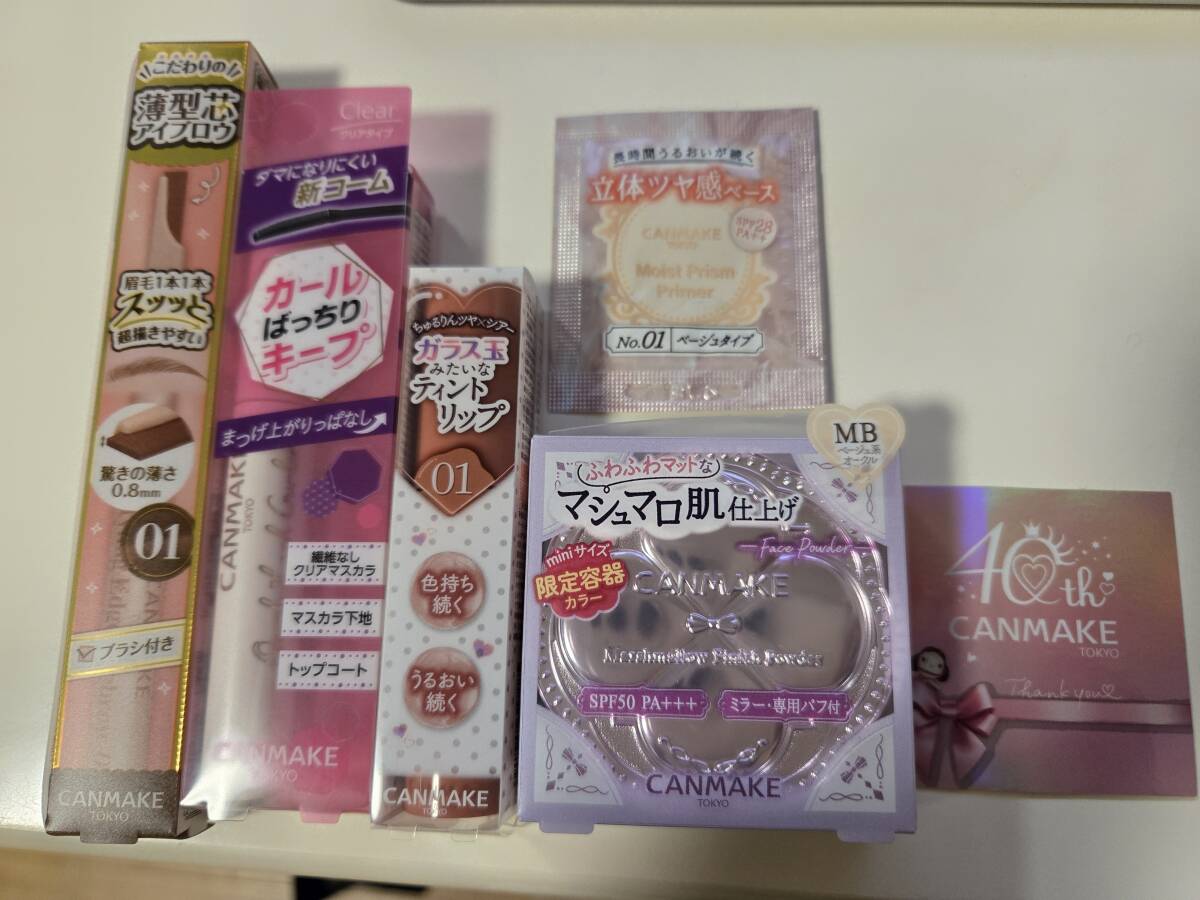 こだわりの
薄型芯
アイブロウ
眉毛1本1本
スッッと
超描きやすい
驚きの薄さ
0.8mm
01
ブラシ付き
CANMAKE
TOKYO
Clear
クリアタイプ
ダマになりにくい
新コーム
カール
ぱっちり
キープ
まつげ上がりっぱなし
CANMAKE
TOKYO
繊維なし
クリアマスカラ
マスカラ下地
トップコート
CANMAKE
TOKYO
ちゅるりんツヤ×シアー
ガラス玉
みたいな
ティント
リップ
01
色持ち
続く
うるおい
続く
CANMAKE
TOKYO
長時間うるおいが続く
立体ツヤ感ベース
SPF28
PA++
CANMAKE
TOKYO
Moist Prism
Primer
No.01 ベージュタイプ
MB
ベージュ系
オークル
ふわふわマットな
マシュマロ肌仕上げ
Face Powder
miniサイズ
限定容器
カラー
CANMAKE
Marshmallow Finish Powder
SPF50 PA+++
ミラー・専用パフ付
CANMAKE
TOKYO
40th
CANMAKE
TOKYO
Thank you